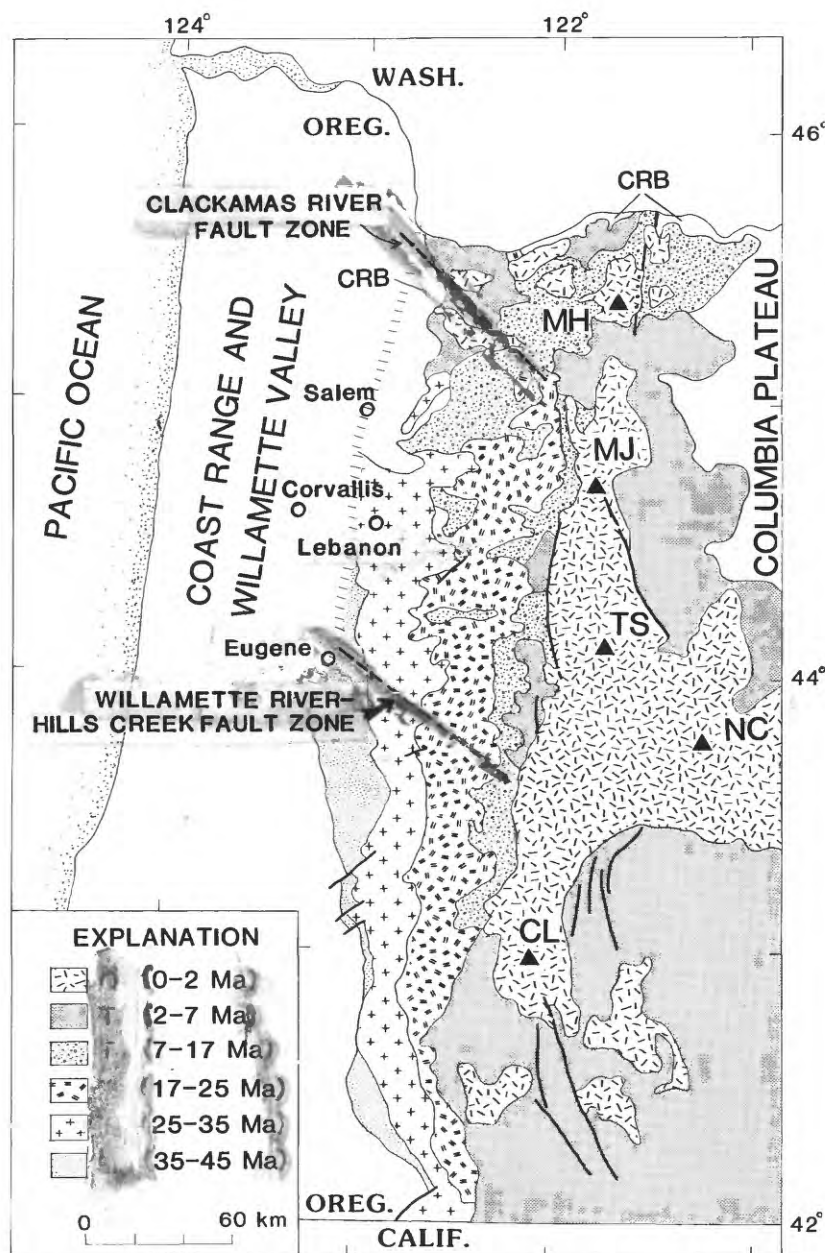 124°
122°
WASH.
OREG.
46°
CRB
CLACKAMAS RIVER
FAULT ZONE
CRB
MH
PACIFIC OCEAN
COAST RANGE AND
WILLAMETTE VALLEY
COLUMBIA PLATEAU
Salem
MJ
Corvallis
Lebanon
TS
Eugene
44°
WILLAMETTE RIVER–
HILLS CREEK FAULT ZONE
NC
CL
EXPLANATION
(0–2 Ma)
(2–7 Ma)
(7–17 Ma)
(17–25 Ma)
(25–35 Ma)
(35–45 Ma)
0 60 km
OREG.
CALIF.
42°